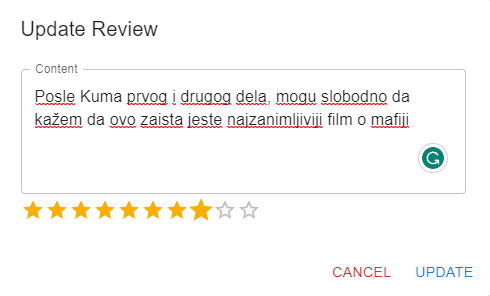 Update Review
Content
Posle Kuma prvog i drugog dela, mogu slobodno da
kažem da ovo zaista jeste najzanimljiviji film o mafiji
CANCEL UPDATE